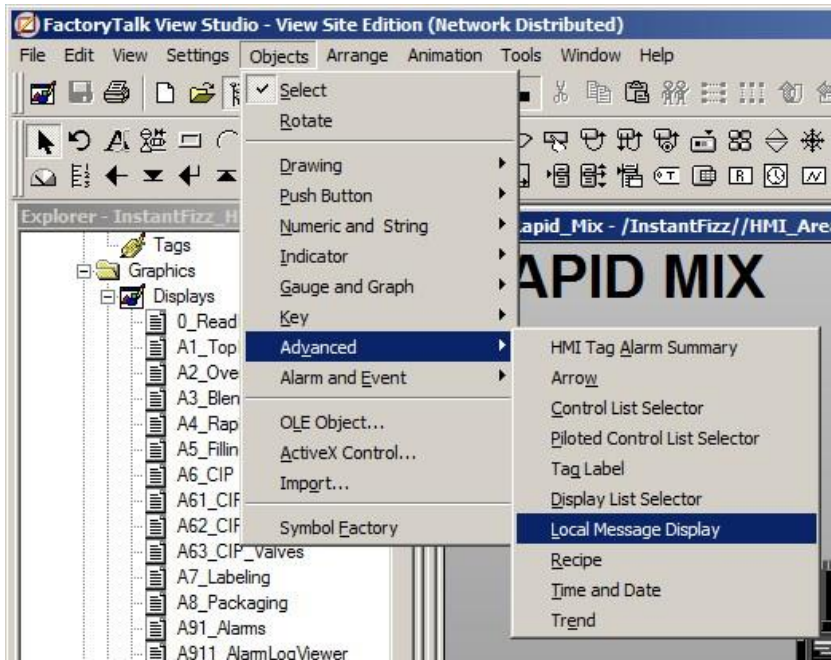 FactoryTalk View Studio - View Site Edition (Network Distributed)
File Edit View Settings Objects Arrange Animation Tools Window Help
Select
Rotate
Drawing
Push Button
Numeric and String
Indicator
Gauge and Graph
Key
Advanced
Alarm and Event
OLE Object...
ActiveX Control...
Import...
Symbol Factory
HMI Tag Alarm Summary
Arrow
Control List Selector
Piloted Control List Selector
Tag Label
Display List Selector
Local Message Display
Recipe
Time and Date
Trend
Explorer - InstantFizz_H
Tags
Graphics
Displays
0_Read
A1_Top
A2_Ove
A3_Blen
A4_Rap
A5_Fillin
A6_CIP
A61_CIP
A62_CIP
A63_CIP_Valves
A7_Labeling
A8_Packaging
A91_Alarms
A911_AlarmLogViewer
apid_Mix - /InstantFizz//HMI_Area
APID MIX